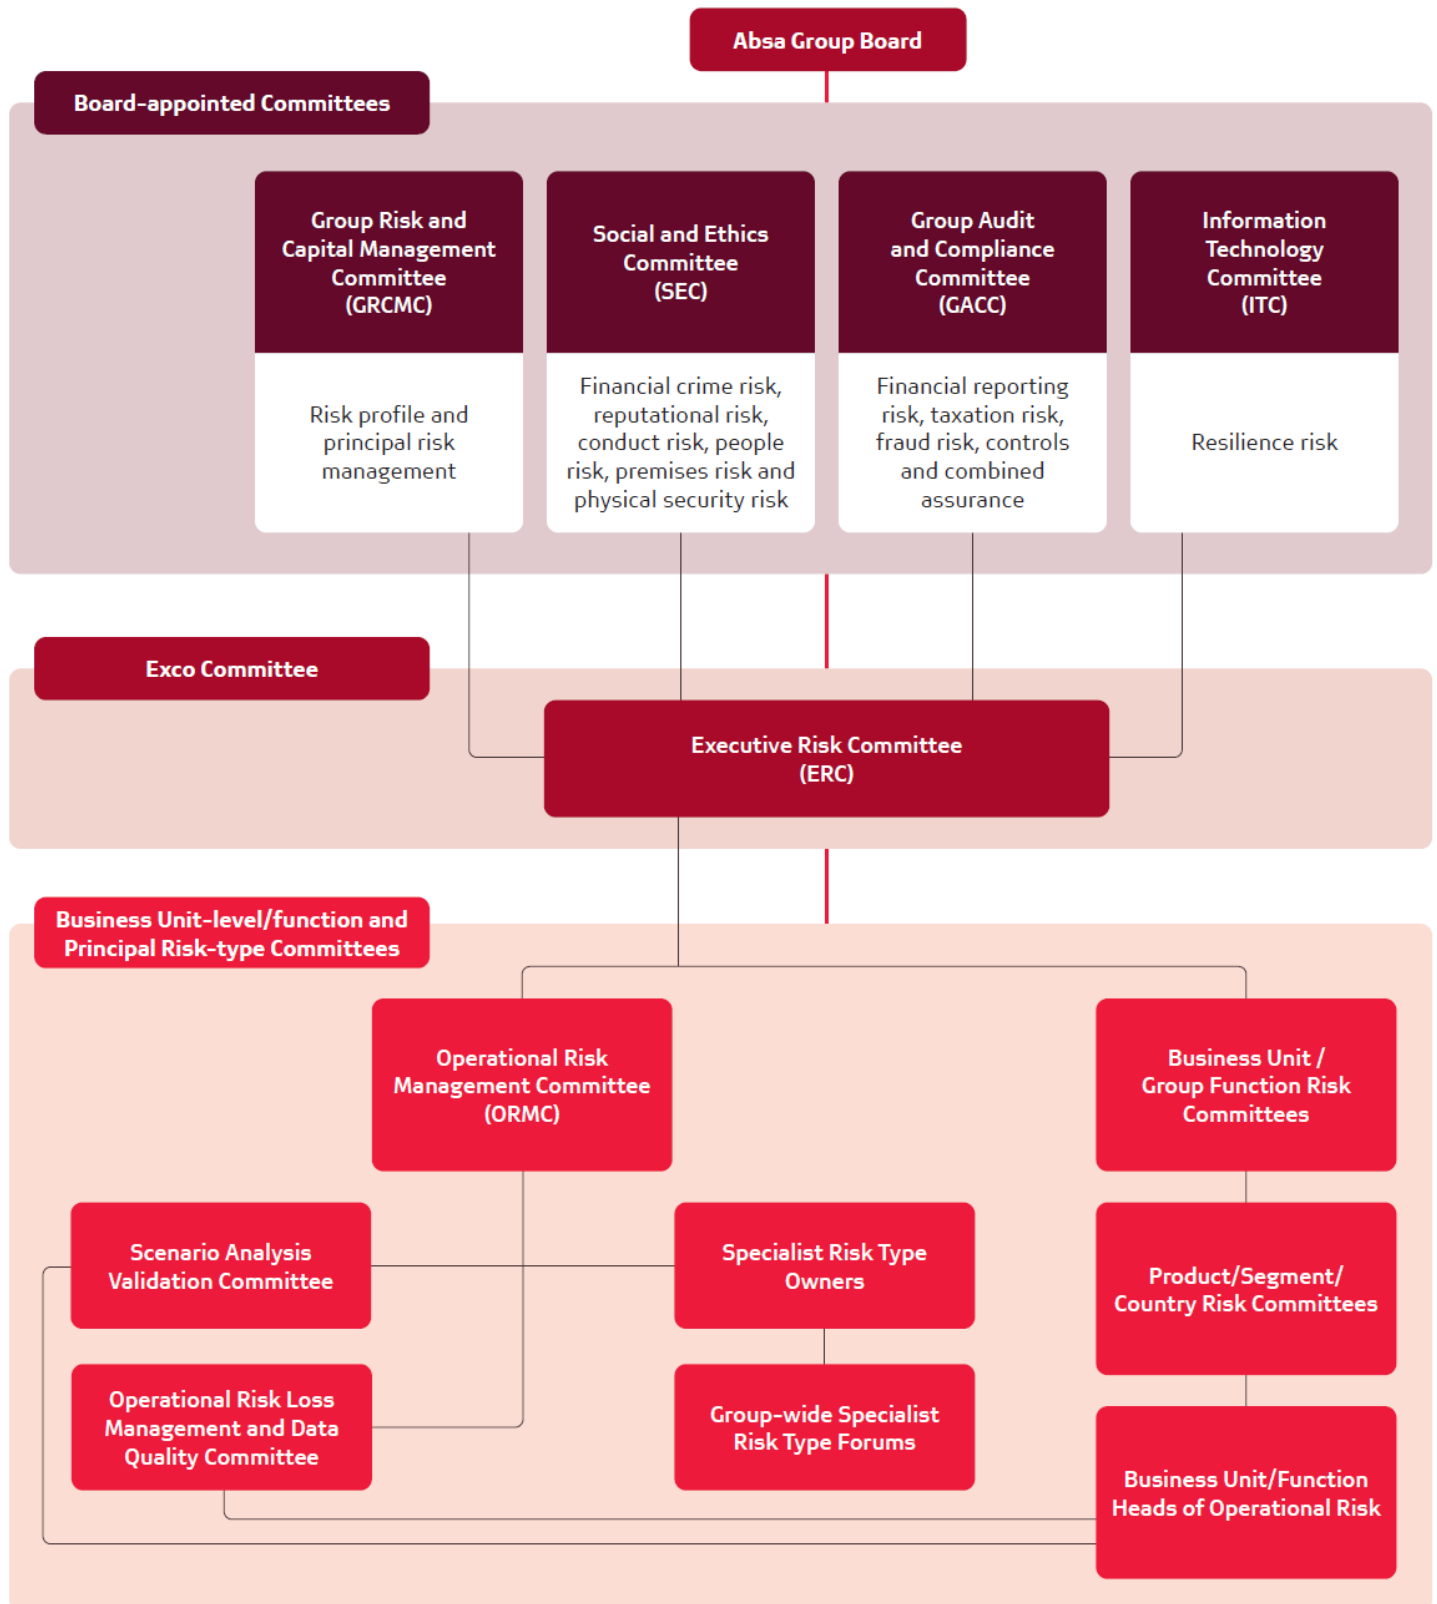 Absa Group Board
Board-appointed Committees
Group Risk and
Capital Management
Committee
(GRCMC)
Risk profile and
principal risk
management
Social and Ethics
Committee
(SEC)
Financial crime risk,
reputational risk,
conduct risk, people
risk, premises risk and
physical security risk
Group Audit
and Compliance
Committee
(GACC)
Financial reporting
risk, taxation risk,
fraud risk, controls
and combined
assurance
Information
Technology
Committee
(ITC)
Resilience risk
Exco Committee
Executive Risk Committee
(ERC)
Business Unit-level/function and
Principal Risk-type Committees
Operational Risk
Management Committee
(ORMC)
Business Unit /
Group Function Risk
Committees
Scenario Analysis
Validation Committee
Specialist Risk Type
Owners
Product/Segment/
Country Risk Committees
Operational Risk Loss
Management and Data
Quality Committee
Group-wide Specialist
Risk Type Forums
Business Unit/Function
Heads of Operational Risk